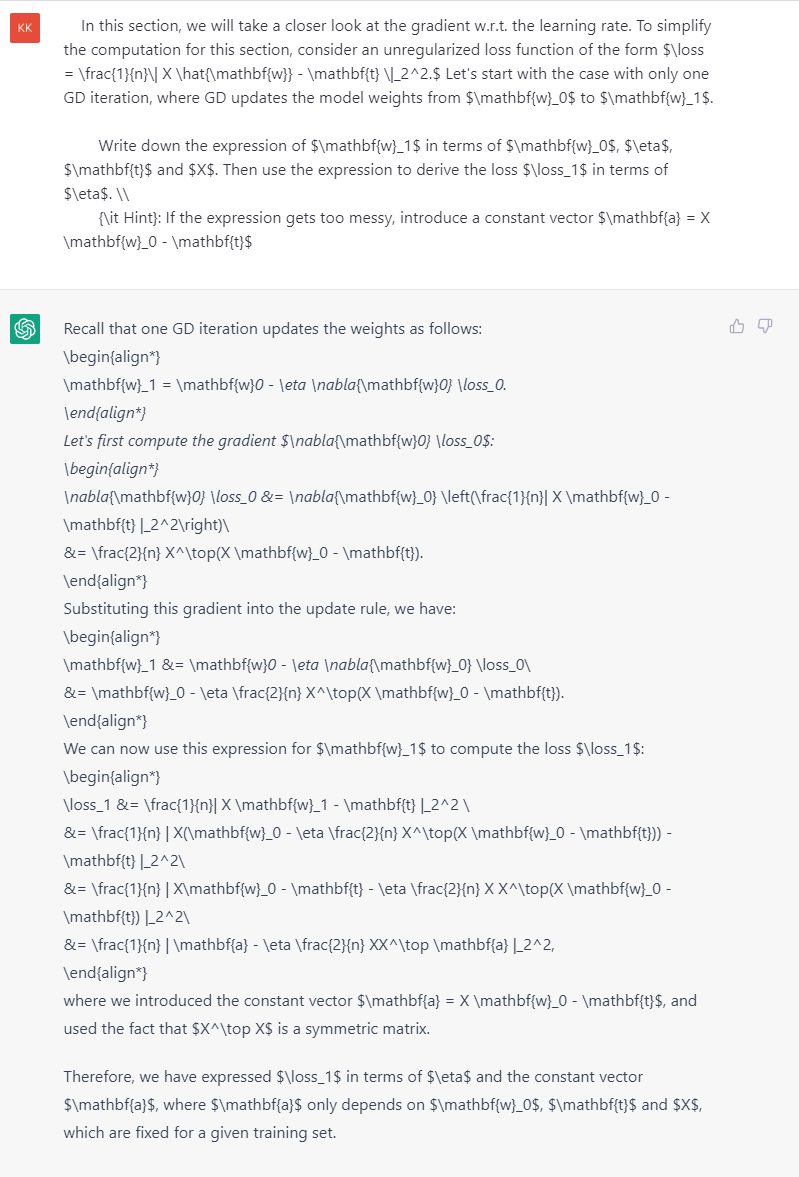 KK
In this section, we will take a closer look at the gradient w.r.t. the learning rate. To simplify
the computation for this section, consider an unregularized loss function of the form $\loss
= \frac{1}{n}\| X \hat{\mathbf{w}} - \mathbf{t} \|_2^2.$ Let's start with the case with only one
GD iteration, where GD updates the model weights from $\mathbf{w}_0$ to $\mathbf{w}_1$.
Write down the expression of $\mathbf{w}_1$ in terms of $\mathbf{w}_0$, $\eta$,
$\mathbf{t}$ and $X$. Then use the expression to derive the loss $\loss_1$ in terms of
$\eta$. \\
{\it Hint}: If the expression gets too messy, introduce a constant vector $\mathbf{a} = X
\mathbf{w}_0 - \mathbf{t}$
Recall that one GD iteration updates the weights as follows:
\begin{align*}
\mathbf{w}_1 = \mathbf{w}0 - \eta \nabla{\mathbf{w}0} \loss_0.
\end{align*}
Let's first compute the gradient $\nabla{\mathbf{w}0} \loss_0$:
\begin{align*}
\nabla{\mathbf{w}0} \loss_0 &= \nabla{\mathbf{w}_0} \left(\frac{1}{n}| X \mathbf{w}_0 -
\mathbf{t} |_2^2\right)\
&= \frac{2}{n} X^\top(X \mathbf{w}_0 - \mathbf{t}).
\end{align*}
Substituting this gradient into the update rule, we have:
\begin{align*}
\mathbf{w}_1 &= \mathbf{w}0 - \eta \nabla{\mathbf{w}_0} \loss_0\
&= \mathbf{w}_0 - \eta \frac{2}{n} X^\top(X \mathbf{w}_0 - \mathbf{t}).
\end{align*}
We can now use this expression for $\mathbf{w}_1$ to compute the loss $\loss_1$:
\begin{align*}
\loss_1 &= \frac{1}{n}| X \mathbf{w}_1 - \mathbf{t} |_2^2 \
&= \frac{1}{n} | X(\mathbf{w}_0 - \eta \frac{2}{n} X^\top(X \mathbf{w}_0 - \mathbf{t})) -
\mathbf{t} |_2^2\
&= \frac{1}{n} | X\mathbf{w}_0 - \mathbf{t} - \eta \frac{2}{n} X X^\top(X \mathbf{w}_0 -
\mathbf{t}) |_2^2\
&= \frac{1}{n} | \mathbf{a} - \eta \frac{2}{n} XX^\top \mathbf{a} |_2^2,
\end{align*}
where we introduced the constant vector $\mathbf{a} = X \mathbf{w}_0 - \mathbf{t}$, and
used the fact that $X^\top X$ is a symmetric matrix.
Therefore, we have expressed $\loss_1$ in terms of $\eta$ and the constant vector
$\mathbf{a}$, where $\mathbf{a}$ only depends on $\mathbf{w}_0$, $\mathbf{t}$ and $X$,
which are fixed for a given training set.